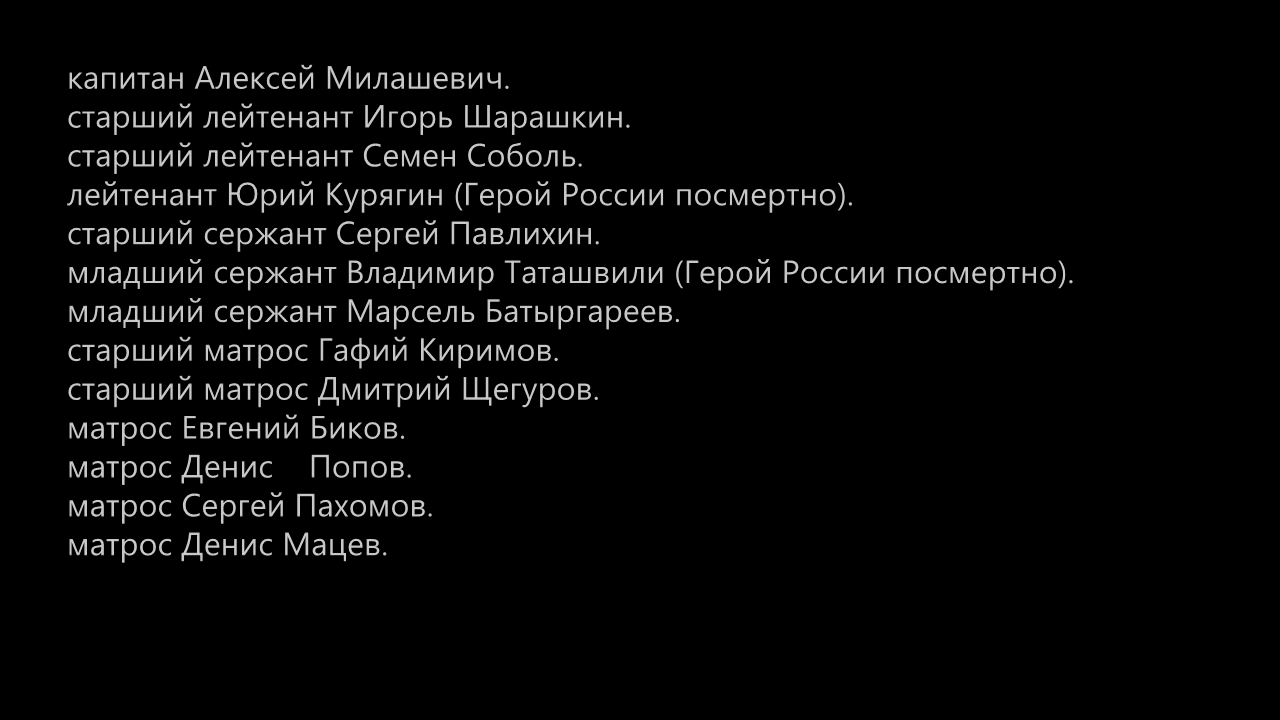 капитан Алексей Милашевич.
старший лейтенант Игорь Шарашкин.
старший лейтенант Семен Соболь.
лейтенант Юрий Курягин (Герой России посмертно).
старший сержант Сергей Павлихин.
младший сержант Владимир Таташвили (Герой России посмертно).
младший сержант Марсель Батыргареев.
старший матрос Гафий Киримов.
старший матрос Дмитрий Щегуров.
матрос Евгений Биков.
матрос Денис    Попов.
матрос Сергей Пахомов.
матрос Денис Мацев.